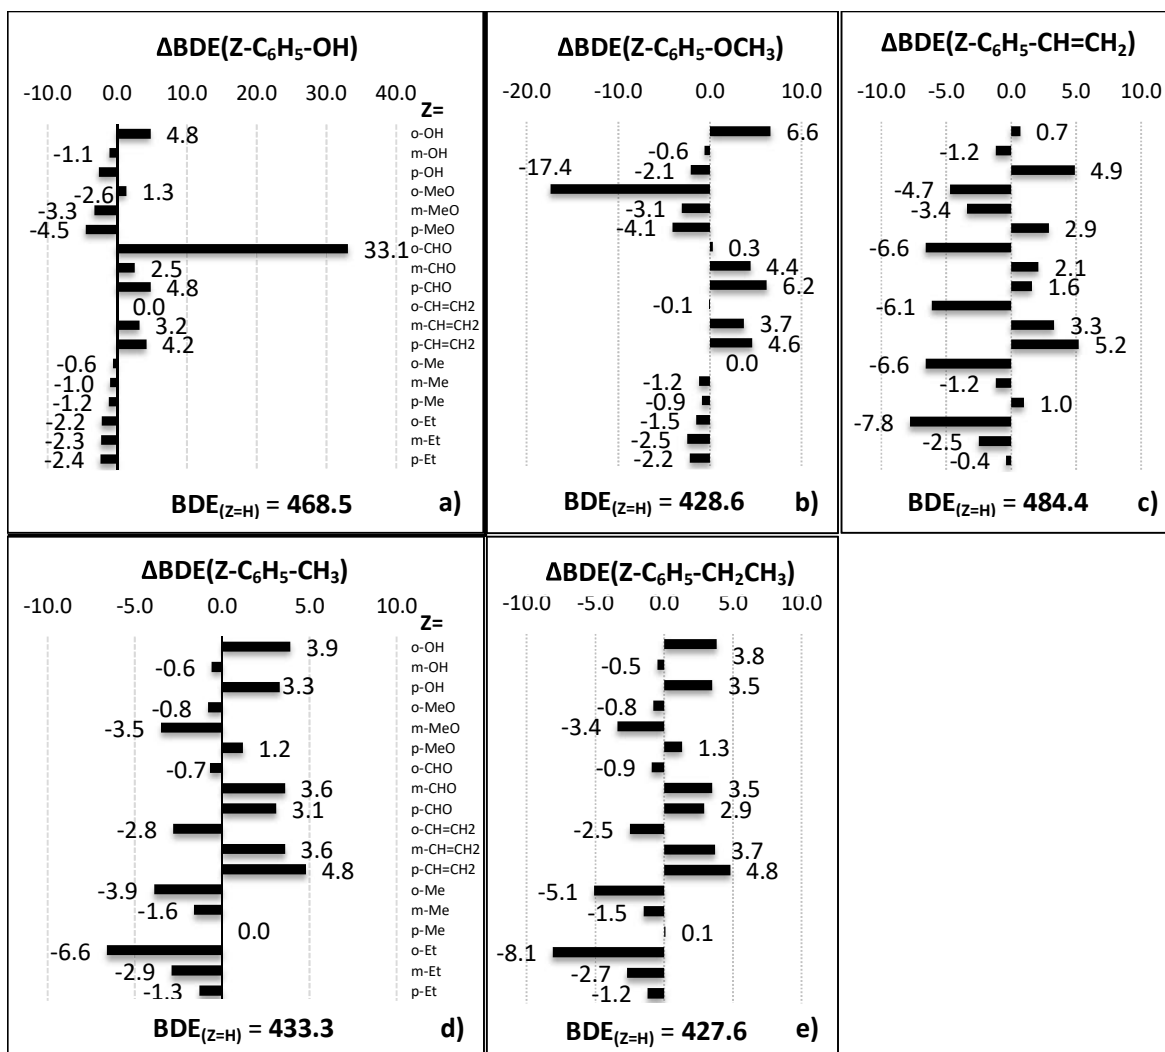 ΔBDE(Z-C₆H₅-OH)
-10.0 0.0 10.0 20.0 30.0 40.0
Z=
o-OH 4.8
m-OH -1.1
p-OH -2.6
o-MeO 1.3
m-MeO -3.3
p-MeO -4.5
o-CHO 33.1
m-CHO 2.5
p-CHO 4.8
o-CH=CH2 0.0
m-CH=CH2 3.2
p-CH=CH2 4.2
o-Me -0.6
m-Me -1.0
p-Me -1.2
o-Et -2.2
m-Et -2.3
p-Et -2.4
BDE(Z=H) = 468.5 a)
ΔBDE(Z-C₆H₅-OCH₃)
-20.0 -10.0 0.0 10.0
6.6
-0.6
-2.1
-17.4
-3.1
-4.1
0.3
4.4
6.2
-0.1
3.7
4.6
0.0
-1.2
-0.9
-1.5
-2.5
-2.2
BDE(Z=H) = 428.6 b)
ΔBDE(Z-C₆H₅-CH=CH₂)
-10.0 -5.0 0.0 5.0 10.0
0.7
-1.2
4.9
-4.7
-3.4
2.9
-6.6
2.1
1.6
-6.1
3.3
5.2
-6.6
-1.2
1.0
-7.8
-2.5
-0.4
BDE(Z=H) = 484.4 c)
ΔBDE(Z-C₆H₅-CH₃)
-10.0 -5.0 0.0 5.0 10.0
Z=
o-OH 3.9
m-OH -0.6
p-OH 3.3
o-MeO -0.8
m-MeO -3.5
p-MeO 1.2
o-CHO -0.7
m-CHO 3.6
p-CHO 3.1
o-CH=CH2 -2.8
m-CH=CH2 3.6
p-CH=CH2 4.8
o-Me -3.9
m-Me -1.6
p-Me 0.0
o-Et -6.6
m-Et -2.9
p-Et -1.3
BDE(Z=H) = 433.3 d)
ΔBDE(Z-C₆H₅-CH₂CH₃)
-10.0 -5.0 0.0 5.0 10.0
3.8
-0.5
3.5
-0.8
-3.4
1.3
-0.9
3.5
2.9
-2.5
3.7
4.8
-5.1
-1.5
0.1
-8.1
-2.7
-1.2
BDE(Z=H) = 427.6 e)